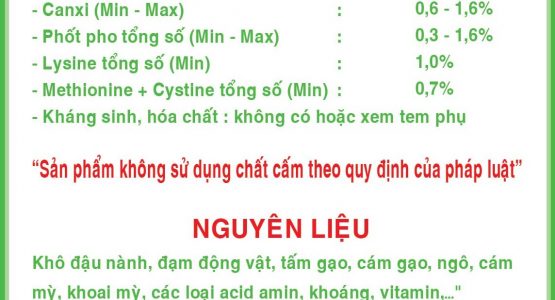 - Canxi (Min - Max) : 0,6 - 1,6%
- Phốt pho tổng số (Min - Max) : 0,3 - 1,6%
- Lysine tổng số (Min) : 1,0%
- Methionine + Cystine tổng số (Min) : 0,7%
- Kháng sinh, hóa chất : không có hoặc xem tem phụ
“Sản phẩm không sử dụng chất cấm theo quy định của pháp luật”
NGUYÊN LIỆU
Khô đậu nành, đạm động vật, tấm gạo, cám gạo, ngô, cám
mỳ, khoai mỳ, các loại acid amin, khoáng, vitamin,..."